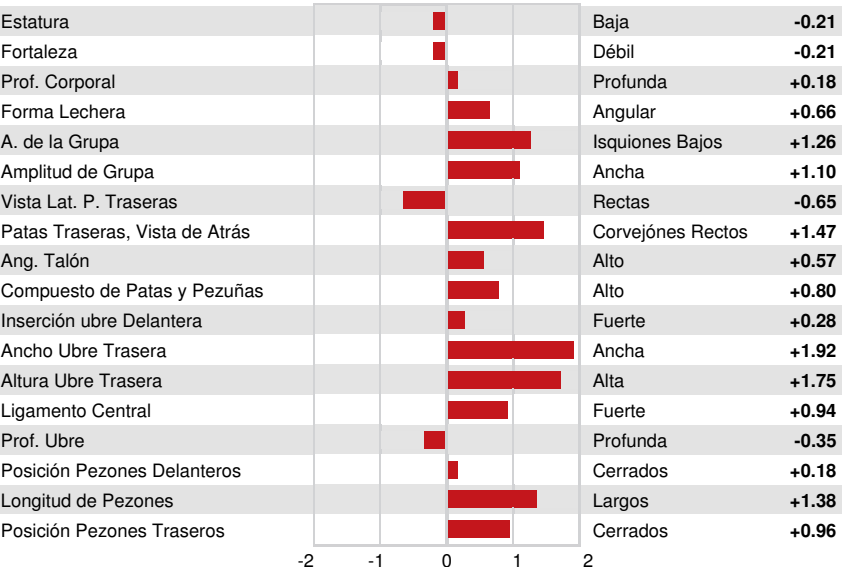 Estatura Baja -0.21
Fortaleza Débil -0.21
Prof. Corporal Profunda +0.18
Forma Lechera Angular +0.66
A. de la Grupa Isquiones Bajos +1.26
Amplitud de Grupa Ancha +1.10
Vista Lat. P. Traseras Rectas -0.65
Patas Traseras, Vista de Atrás Corvejónes Rectos +1.47
Ang. Talón Alto +0.57
Compuesto de Patas y Pezuñas Alto +0.80
Inserción ubre Delantera Fuerte +0.28
Ancho Ubre Trasera Ancha +1.92
Altura Ubre Trasera Alta +1.75
Ligamento Central Fuerte +0.94
Prof. Ubre Profunda -0.35
Posición Pezones Delanteros Cerrados +0.18
Longitud de Pezones Largos +1.38
Posición Pezones Traseros Cerrados +0.96
-2 -1 0 1 2